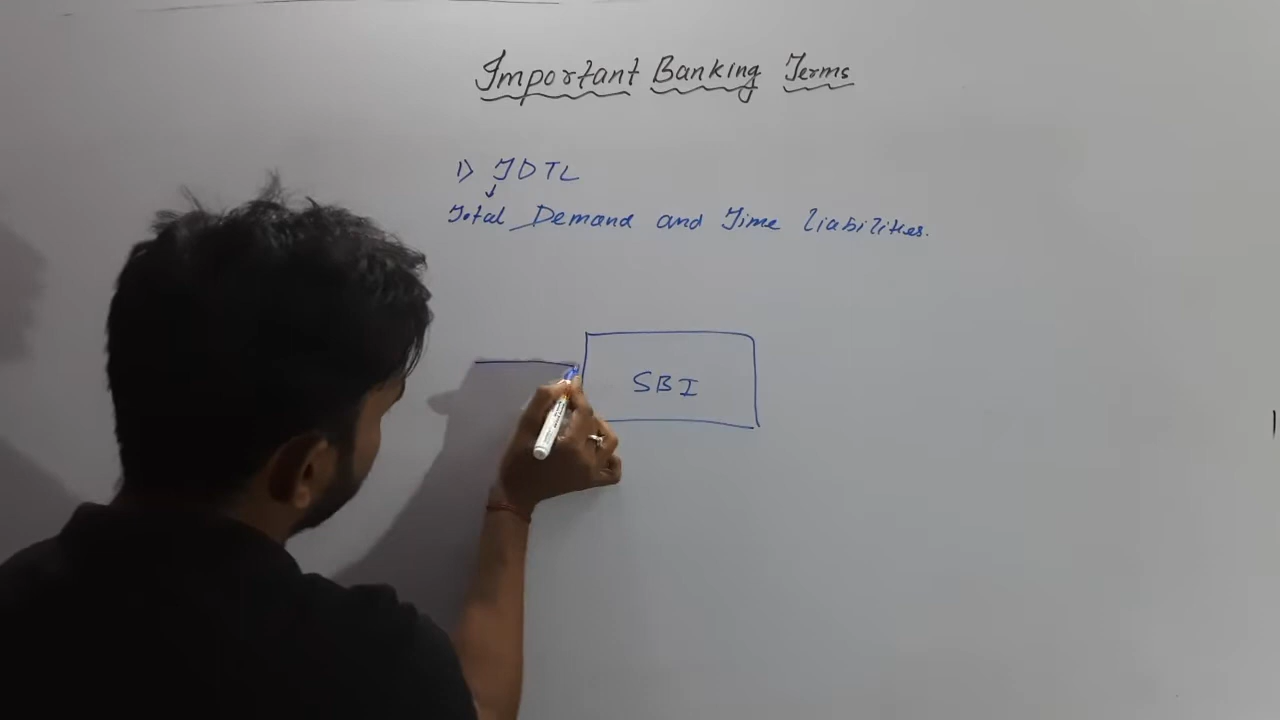 Important Banking Terms
1) TDTL
Total Demand and Time liabilities.
SBI